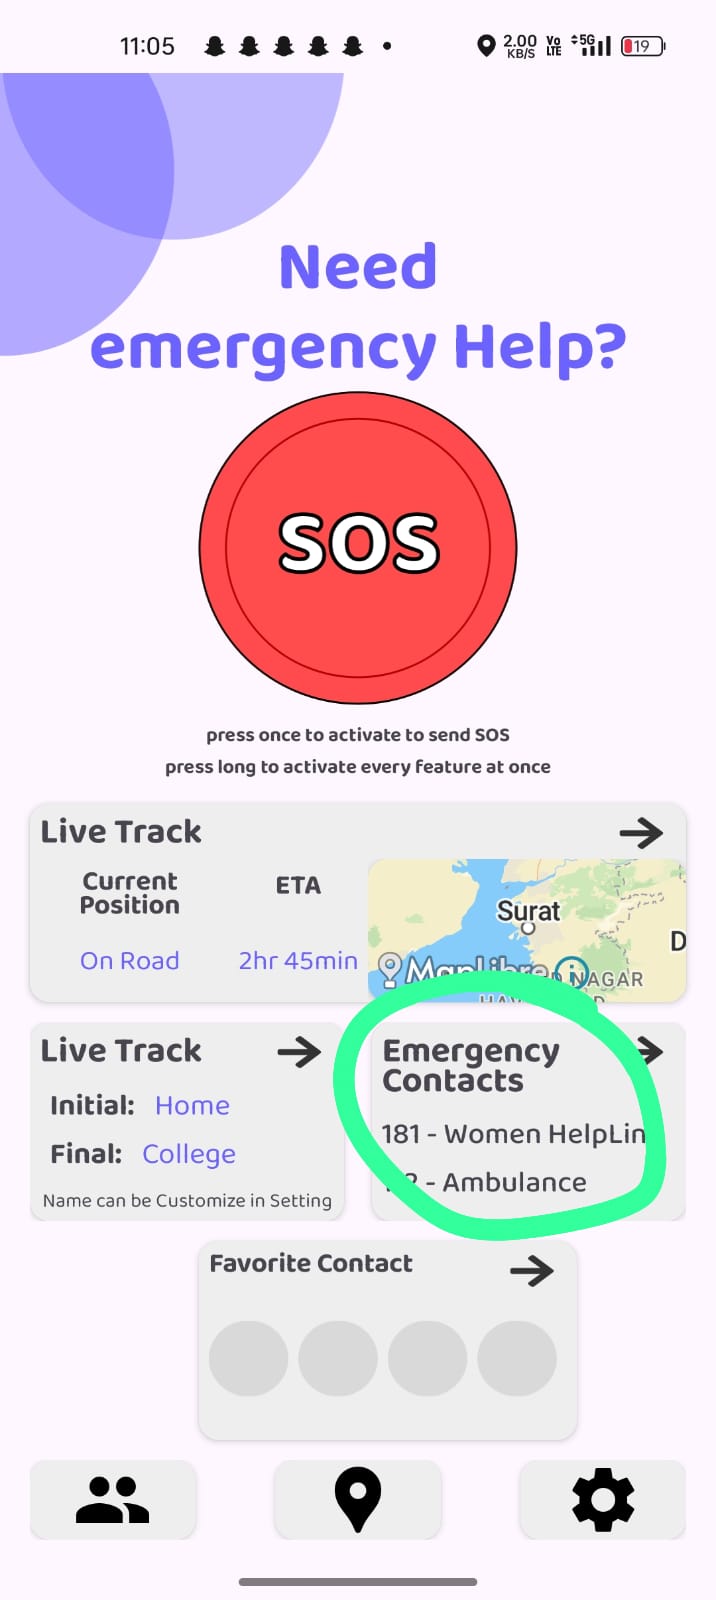 11:05
2.00 KB/S Vo LTE 5G 19
Need
emergency Help?
SOS
press once to activate to send SOS
press long to activate every feature at once
Live Track
Current Position
ETA
Surat
D
On Road
2hr 45min
MapLibre
NAGAR
Live Track
Initial: Home
Final: College
Name can be Customize in Setting
Emergency
Contacts
181 - Women HelpLin
- Ambulance
Favorite Contact